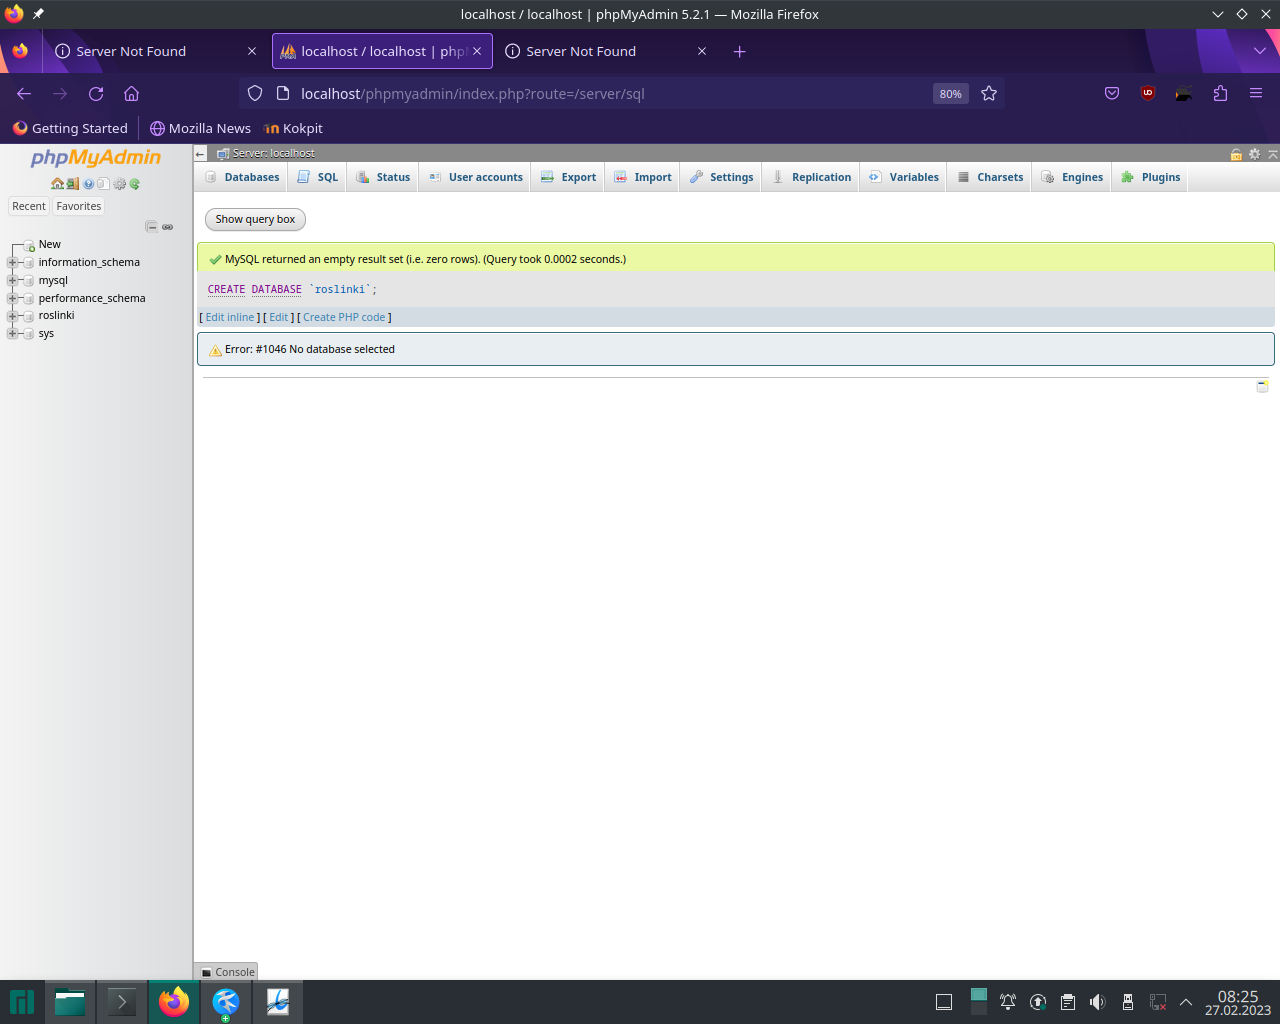 localhost / localhost | phpMyAdmin 5.2.1 — Mozilla Firefox
Server Not Found
localhost / localhost | php
Server Not Found
localhost/phpmyadmin/index.php?route=/server/sql
80%
Getting Started
Mozilla News
Kokpit
phpMyAdmin
Recent
Favorites
New
information_schema
mysql
performance_schema
roslinki
sys
Server: localhost
Databases
SQL
Status
User accounts
Export
Import
Settings
Replication
Variables
Charsets
Engines
Plugins
Show query box
MySQL returned an empty result set (i.e. zero rows). (Query took 0.0002 seconds.)
CREATE DATABASE `roslinki`;
[ Edit inline ] [ Edit ] [ Create PHP code ]
Error: #1046 No database selected
Console
08:25
27.02.2023